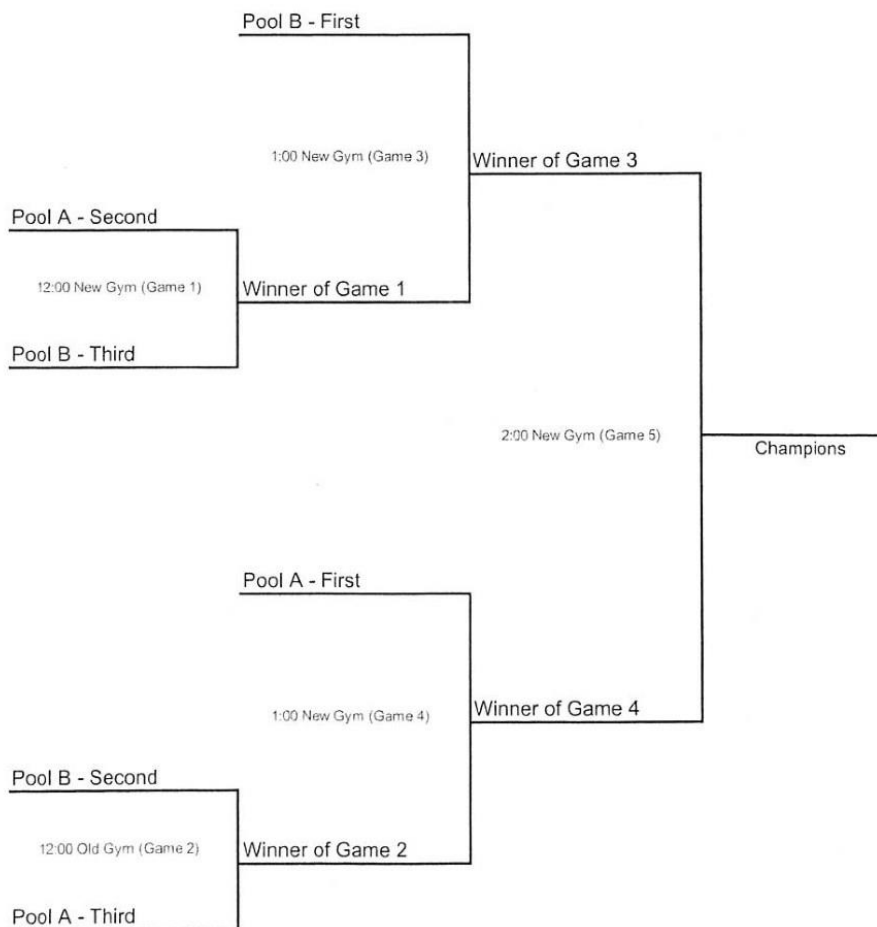 Pool B - First
1:00 New Gym (Game 3)
Winner of Game 3
Pool A - Second
12:00 New Gym (Game 1)
Winner of Game 1
Pool B - Third
2:00 New Gym (Game 5)
Champions
Pool A - First
1:00 New Gym (Game 4)
Winner of Game 4
Pool B - Second
12:00 Old Gym (Game 2)
Winner of Game 2
Pool A - Third